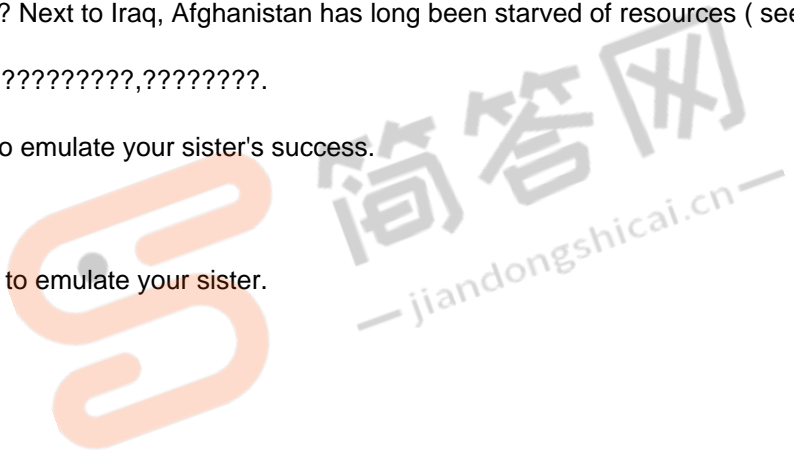 ? Next to Iraq, Afghanistan has long been starved of resources ( see
?????????,????????.
o emulate your sister's success.
to emulate your sister.
简答网
jiandongshicai.cn